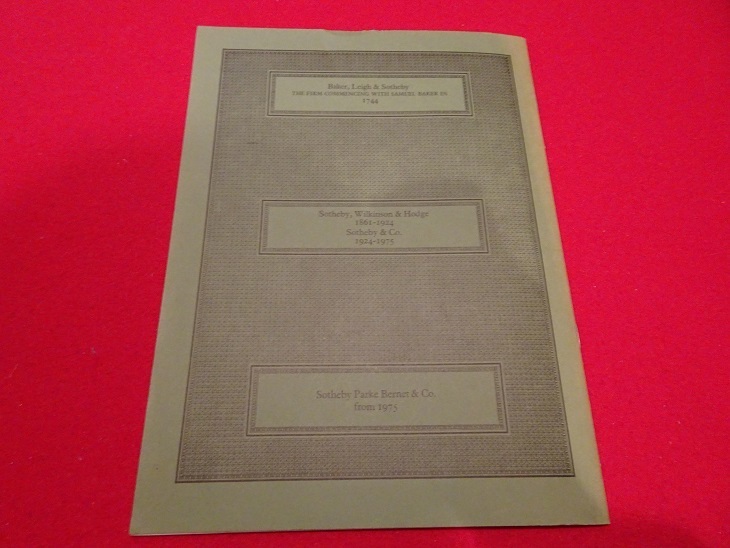 Baker, Leigh & Sotheby
THE FIRM COMMENCING WITH SAMUEL BAKER IN
1744
Sotheby, Wilkinson & Hodge
1861-1924
Sotheby & Co.
1924-1975
Sotheby Parke Bernet & Co.
from 1975